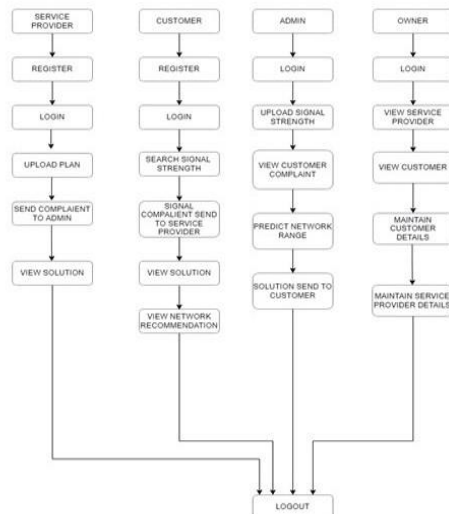 SERVICE
PROVIDER
REGISTER
LOGIN
UPLOAD PLAN
SEND COMPLAIENT
TO ADMIN
VIEW SOLUTION
CUSTOMER
REGISTER
LOGIN
SEARCH SIGNAL
STRENGTH
SIGNAL
COMPALIENT SEND
TO SERVICE
PROVIDER
VIEW SOLUTION
VIEW NETWORK
RECOMMENDATION
ADMIN
LOGIN
UPLOAD SIGNAL
STRENGTH
VIEW CUSTOMER
COMPLAINT
PREDICT NETWORK
RANGE
SOLUTION SEND TO
CUSTOMER
OWNER
LOGIN
VIEW SERVICE
PROVIDER
VIEW CUSTOMER
MAINTAIN
CUSTOMER
DETAILS
MAINTAIN SERVICE
PROVIDER DETAILS
LOGOUT